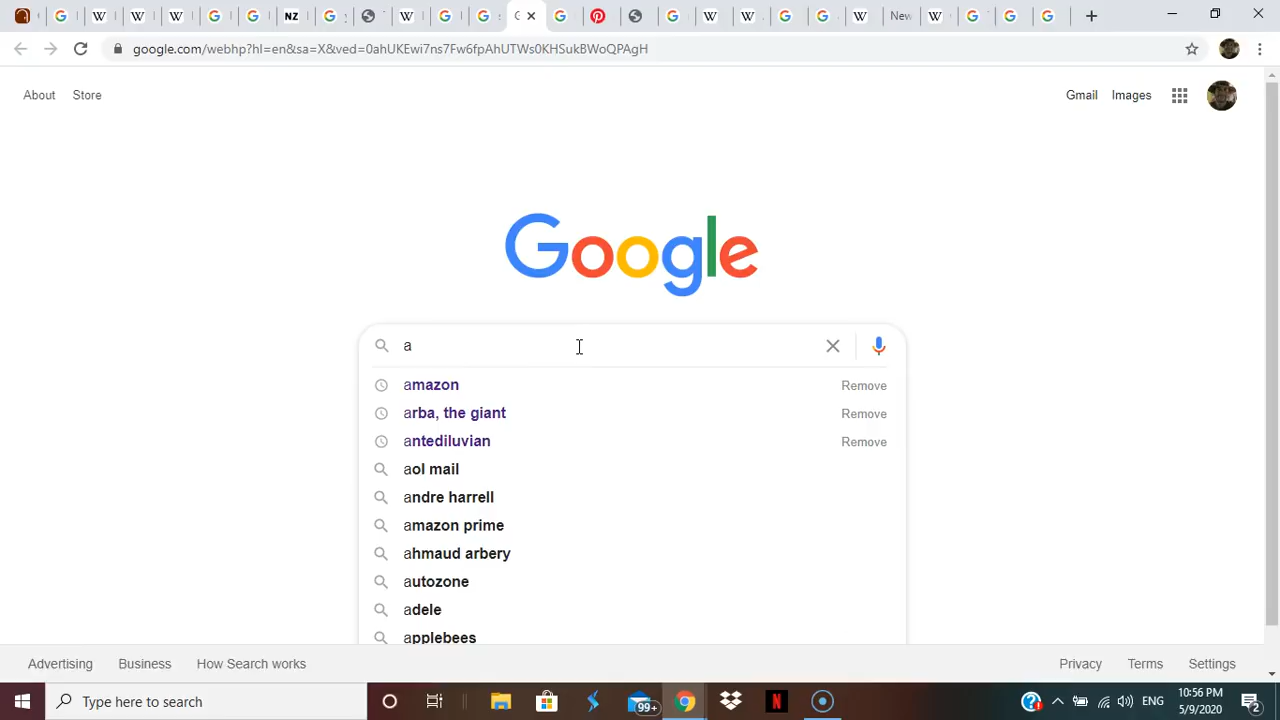 NZ
New
google.com/webhp?hl=en&sa=X&ved=0ahUKEwi7ns7Fw6fpAhUTWs0KHSukBWoQPAgH
About Store Gmail Images
Google
a
amazon Remove
arba, the giant Remove
antediluvian Remove
aol mail
andre harrell
amazon prime
ahmaud arbery
autozone
adele
applebees
Advertising Business How Search works Privacy Terms Settings
Type here to search 99+ ENG 10:56 PM
5/9/2020 2